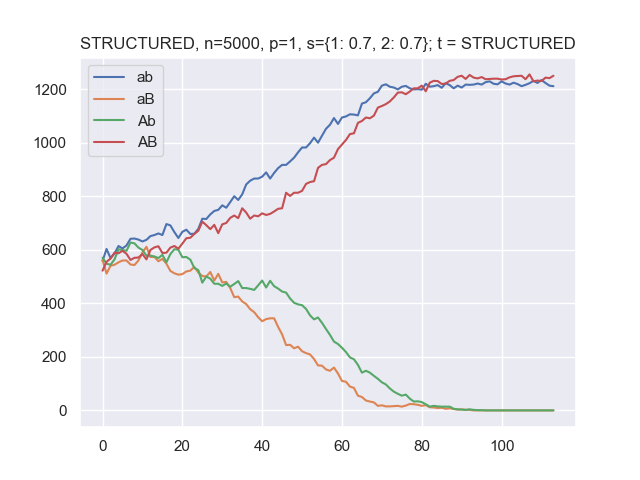 STRUCTURED, n=5000, p=1, s={1: 0.7, 2: 0.7}; t = STRUCTURED
ab
aB
Ab
AB
1200
1000
800
600
400
200
0
0 20 40 60 80 100